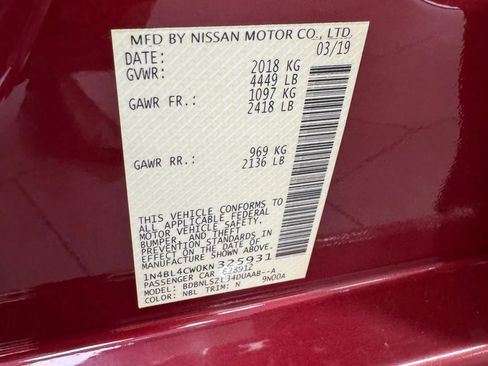 MFD BY NISSAN MOTOR CO., LTD.
DATE: 03/19
GVWR: 2018 KG
4449 LB
GAWR FR.: 1097 KG
2418 LB
GAWR RR.: 969 KG
2136 LB
THIS VEHICLE CONFORMS TO
ALL APPLICABLE FEDERAL
MOTOR VEHICLE SAFETY,
BUMPER, AND THEFT
PREVENTION STANDARDS IN
EFFECT ON THE DATE OF
MANUFACTURE SHOWN ABOVE.
1N4BL4CW0KN 325931
PASSENGER CAR 628912
MODEL:
COLOR: NBL TRIM: N 9N00A